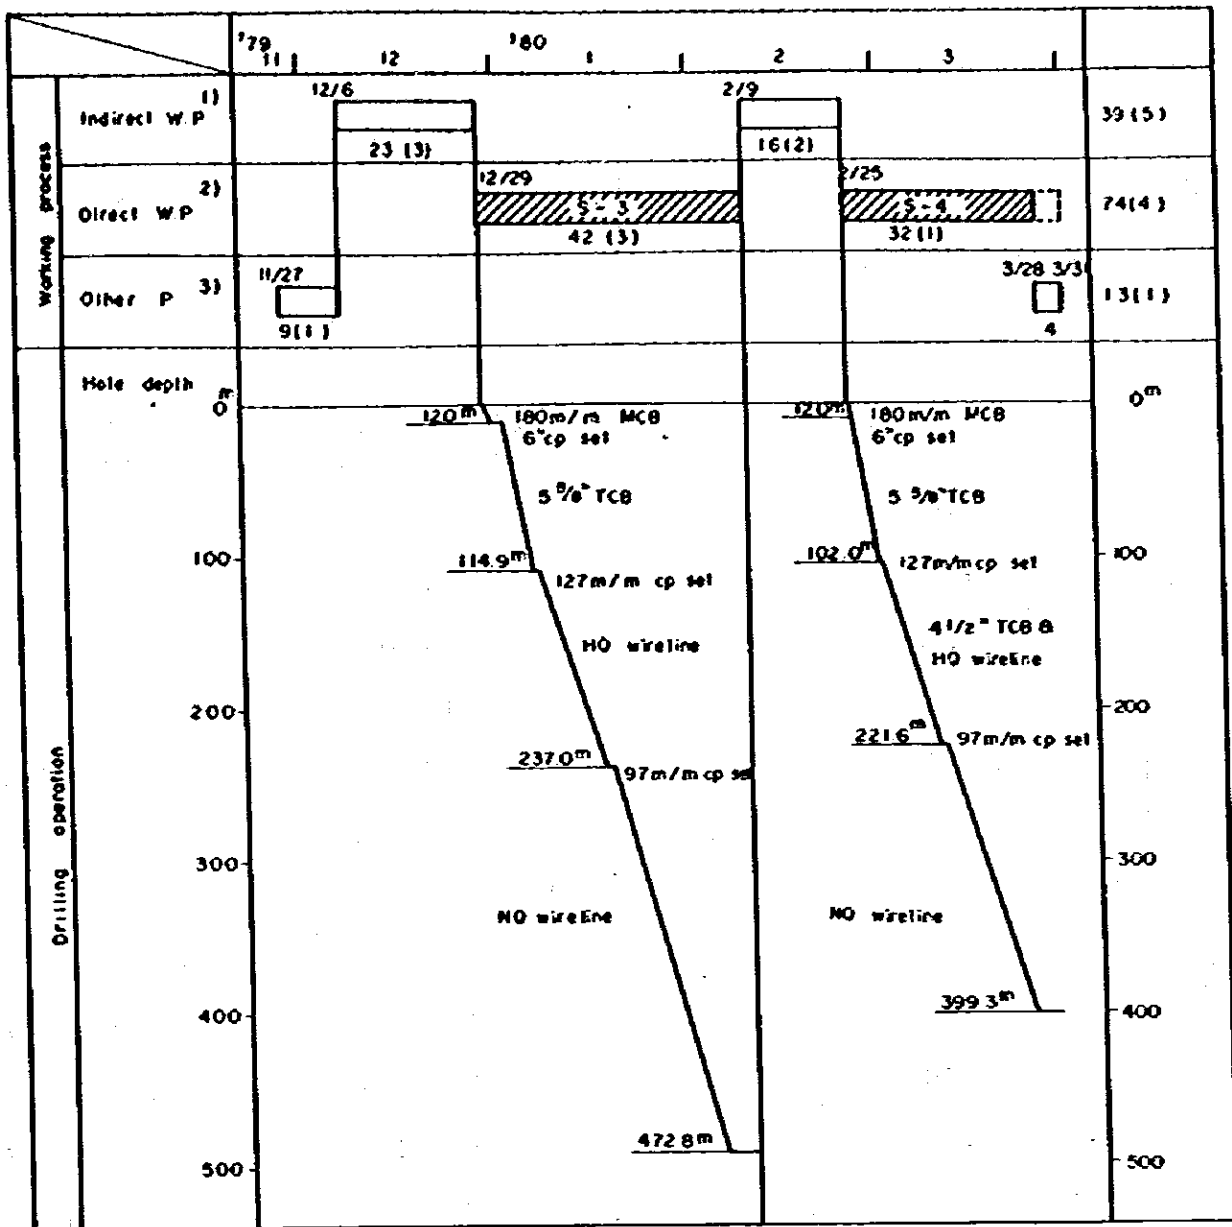 '79 '80
11 12 1 2 3
Working process
12/6 2/9
Indirect W.P 1) 39(5)
23 (3) 16(2)
12/29 2/25
Direct W.P 2) S-3 S-4 74(4)
42 (3) 32(1)
11/27 3/28 3/31
Other P 3) 13(1)
9(1) 4
Drilling operation
Hole depth m
0 0m
12.0m 180m/m MCB 12.0m 180m/m MCB
6"cp set 6"cp set
5 5/8" TCB 5 5/8" TCB
100 114.9m 102.0m 127m/m cp set 100
127m/m cp set
4 1/2" TCB &
HQ wireline HQ wireline
200 200
221.6m 97m/m cp set
237.0m 97m/m cp set
300 300
NQ wireline NQ wireline
400 399.3m 400
472.8m
500 500